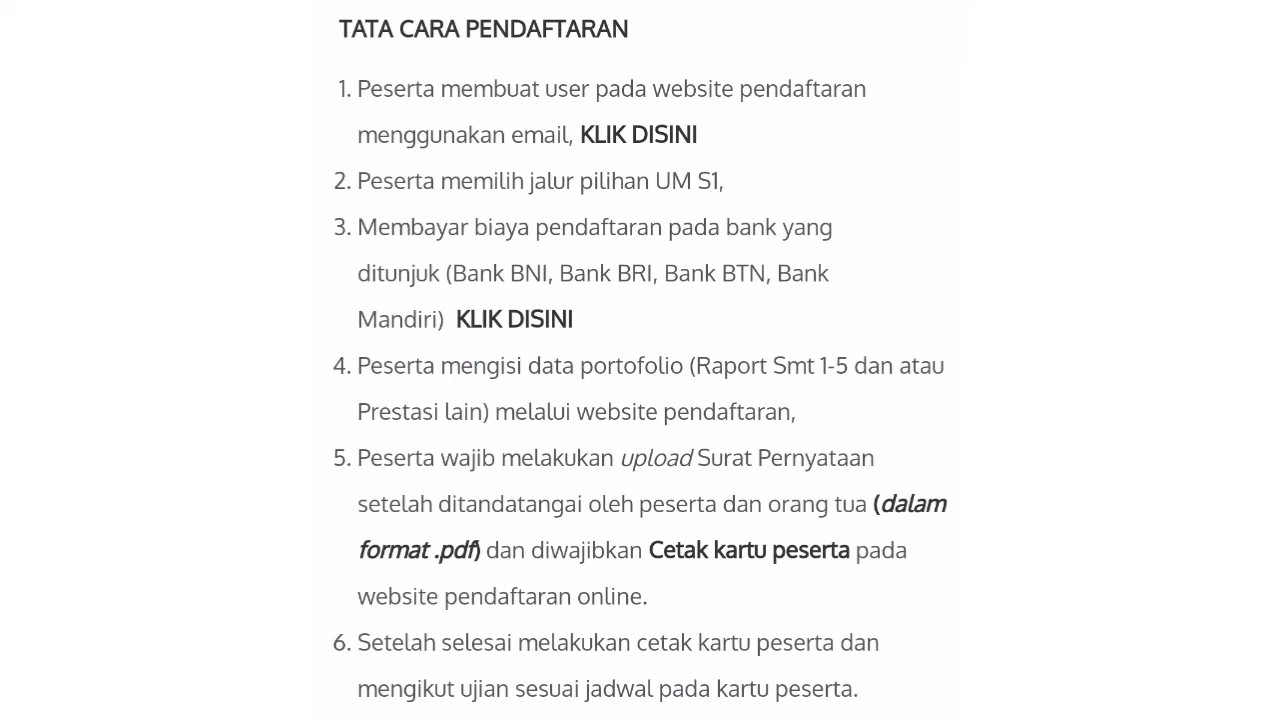 TATA CARA PENDAFTARAN
1. Peserta membuat user pada website pendaftaran
menggunakan email, KLIK DISINI
2. Peserta memilih jalur pilihan UM S1,
3. Membayar biaya pendaftaran pada bank yang
ditunjuk (Bank BNI, Bank BRI, Bank BTN, Bank
Mandiri) KLIK DISINI
4. Peserta mengisi data portofolio (Raport Smt 1-5 dan atau
Prestasi lain) melalui website pendaftaran,
5. Peserta wajib melakukan upload Surat Pernyataan
setelah ditandatangai oleh peserta dan orang tua (dalam
format .pdf) dan diwajibkan Cetak kartu peserta pada
website pendaftaran online.
6. Setelah selesai melakukan cetak kartu peserta dan
mengikut ujian sesuai jadwal pada kartu peserta.